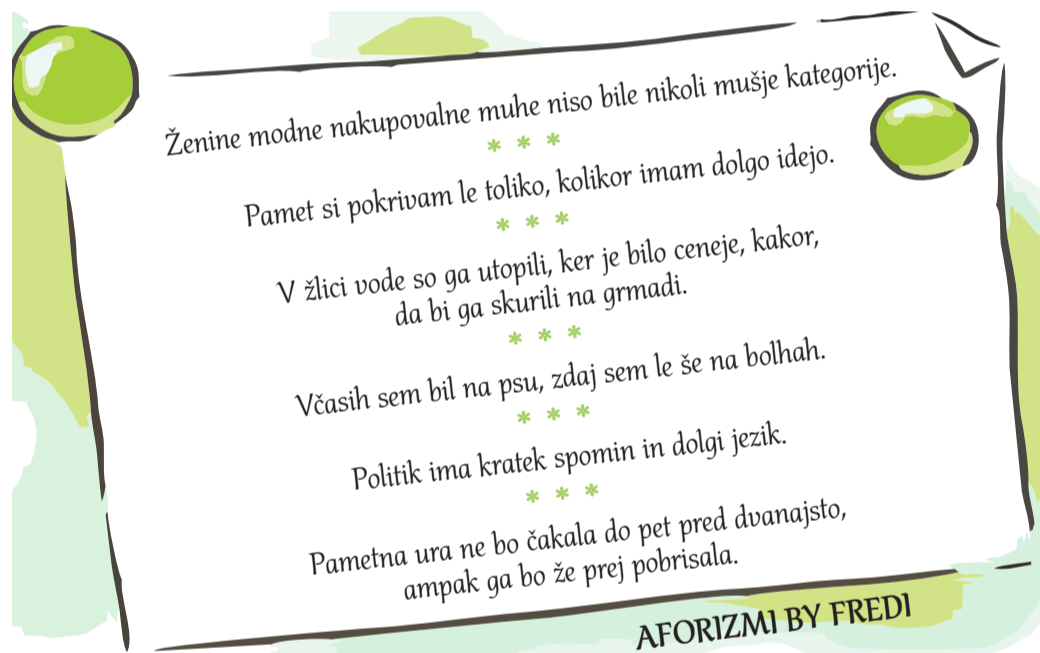 Ženine modne nakupovalne muhe niso bile nikoli mušje kategorije.
* * *
Pamet si pokrivam le toliko, kolikor imam dolgo idejo.
* * *
V žlici vode so ga utopili, ker je bilo ceneje, kakor,
da bi ga skurili na grmadi.
* * *
Včasih sem bil na psu, zdaj sem le še na bolhah.
* * *
Politik ima kratek spomin in dolgi jezik.
* * *
Pametna ura ne bo čakala do pet pred dvanajsto,
ampak ga bo že prej pobrisala.
AFORIZMI BY FREDI